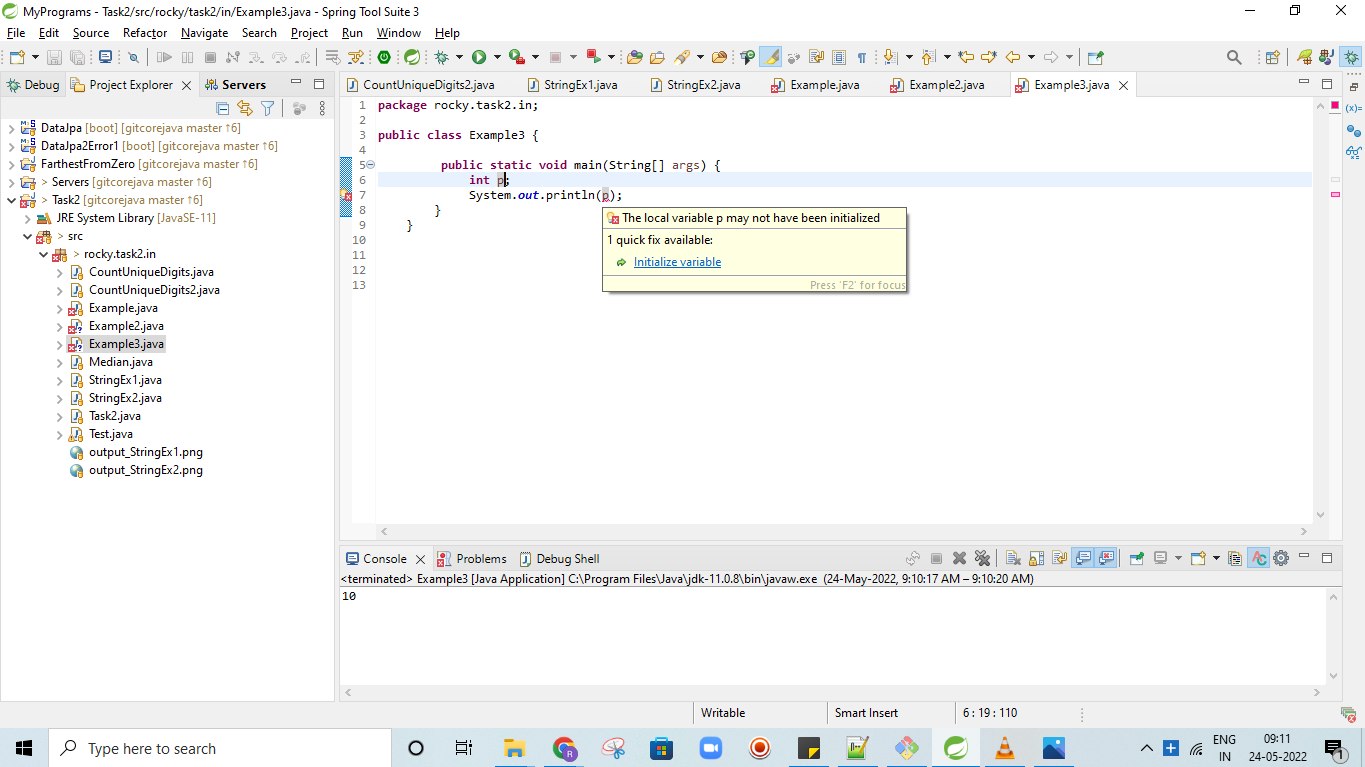 MyPrograms - Task2/src/rocky/task2/in/Example3.java - Spring Tool Suite 3
File Edit Source Refactor Navigate Search Project Run Window Help
Debug Project Explorer Servers
DataJpa [boot] [gitcorejava master ↑6]
DataJpa2Error1 [boot] [gitcorejava master ↑6]
FarthestFromZero [gitcorejava master ↑6]
> Servers [gitcorejava master ↑6]
> Task2 [gitcorejava master ↑6]
JRE System Library [JavaSE-11]
> src
> rocky.task2.in
CountUniqueDigits.java
CountUniqueDigits2.java
Example.java
Example2.java
Example3.java
Median.java
StringEx1.java
StringEx2.java
Task2.java
Test.java
output_StringEx1.png
output_StringEx2.png
CountUniqueDigits2.java StringEx1.java StringEx2.java Example.java Example2.java Example3.java
1 package rocky.task2.in;
2
3 public class Example3 {
4
5 public static void main(String[] args) {
6 int p;
7 System.out.println(p);
8 }
9 }
10
11
12
13
The local variable p may not have been initialized
1 quick fix available:
Initialize variable
Press 'F2' for focus
Console Problems Debug Shell
<terminated> Example3 [Java Application] C:\Program Files\Java\jdk-11.0.8\bin\javaw.exe (24-May-2022, 9:10:17 AM – 9:10:20 AM)
10
Writable Smart Insert 6 : 19 : 110
Type here to search
ENG
IN
09:11
24-05-2022
1